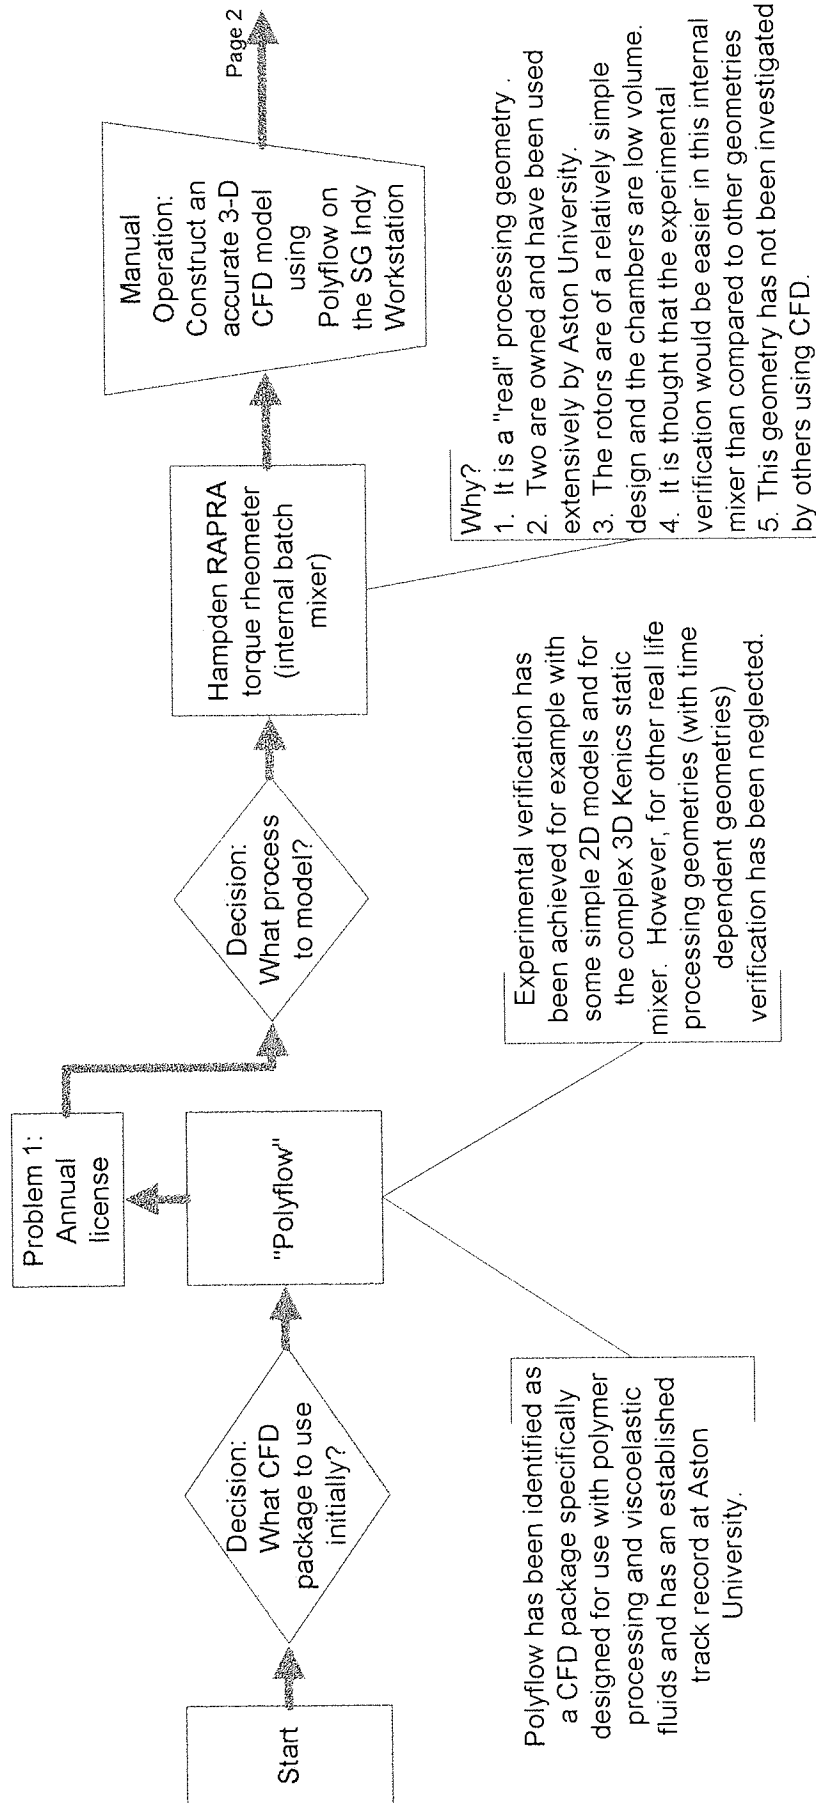 Start
Decision:
What CFD
package to use
initially?
"Polyflow"
Problem 1:
Annual
license
Decision:
What process
to model?
Hampden RAPRA
torque rheometer
(internal batch
mixer)
Manual
Operation:
Construct an
accurate 3-D
CFD model
using
Polyflow on
the SG Indy
Workstation
Page 2
Polyflow has been identified as
a CFD package specifically
designed for use with polymer
processing and viscoelastic
fluids and has an established
track record at Aston
University.
Experimental verification has
been achieved for example with
some simple 2D models and for
the complex 3D Kenics static
mixer. However, for other real life
processing geometries (with time
dependent geometries)
verification has been neglected.
Why?
1. It is a "real" processing geometry .
2. Two are owned and have been used
extensively by Aston University.
3. The rotors are of a relatively simple
design and the chambers are low volume.
4. It is thought that the experimental
verification would be easier in this internal
mixer than compared to other geometries
5. This geometry has not been investigated
by others using CFD.